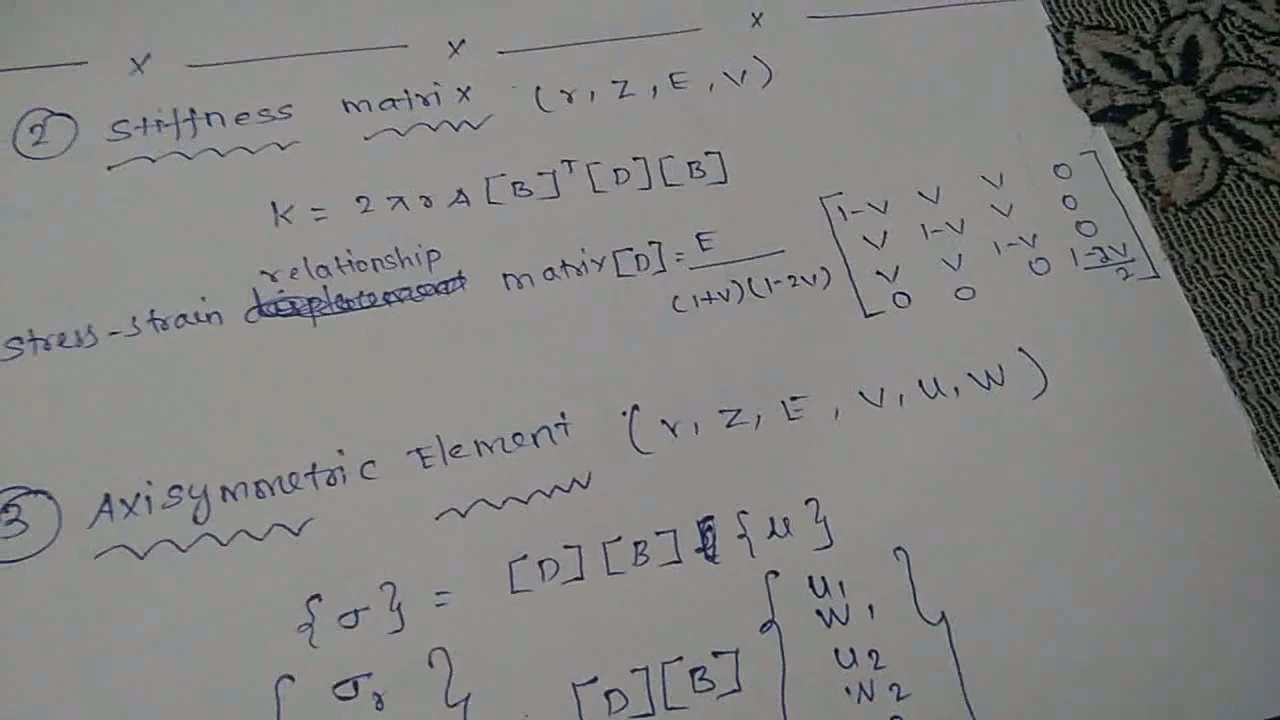 x x x
② Stiffness matrix (r, z, E, v)
K = 2πrA [B]ᵀ [D] [B]
relationship
Stress-strain matrix [D] = E / (1+v)(1-2v) [1-v v v 0
v 1-v v 0
v v 1-v 0
0 0 0 1-2v/2]
③ Axisymmetric Element (r, z, E, v, u, w)
{σ} = [D] [B] {u}
{σr} [D] [B] {u1
w1
u2
w2}